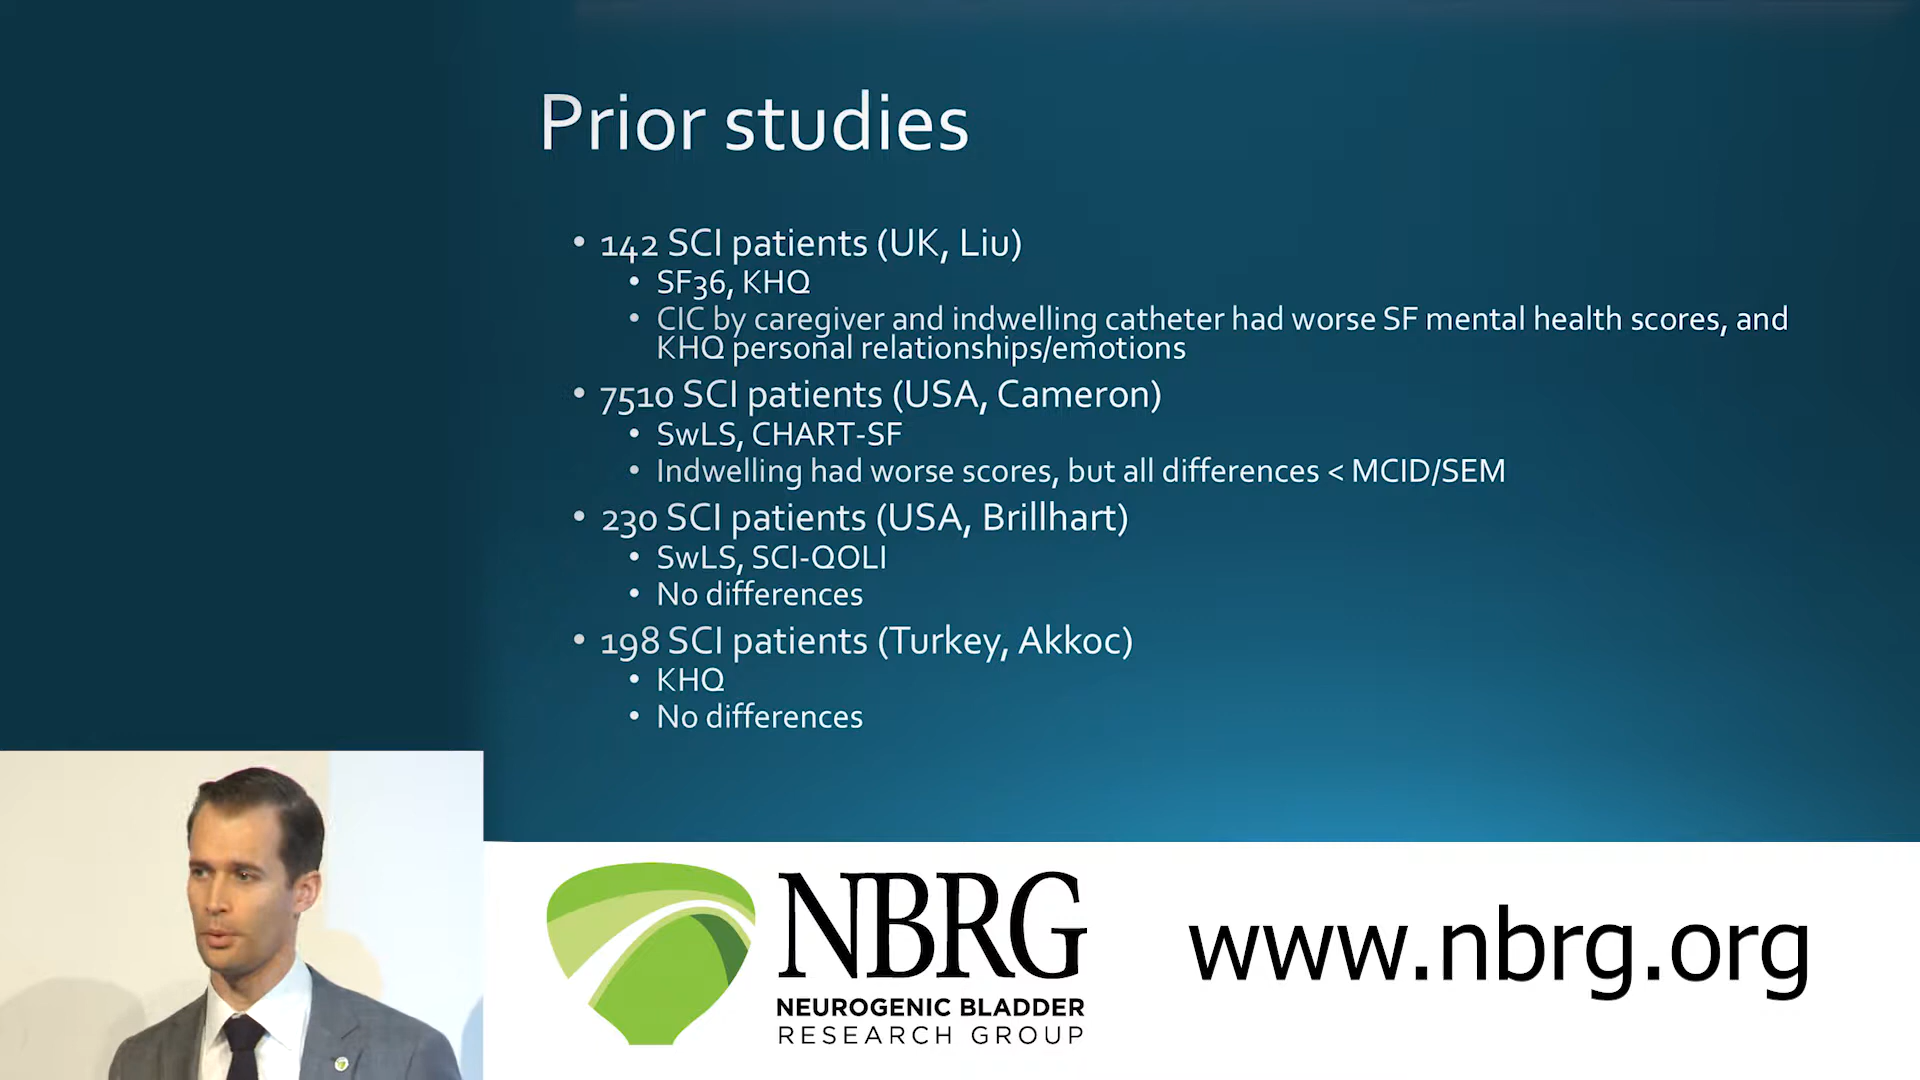 Prior studies
• 142 SCI patients (UK, Liu)
• SF36, KHQ
• CIC by caregiver and indwelling catheter had worse SF mental health scores, and
KHQ personal relationships/emotions
• 7510 SCI patients (USA, Cameron)
• SwLS, CHART-SF
• Indwelling had worse scores, but all differences < MCID/SEM
• 230 SCI patients (USA, Brillhart)
• SwLS, SCI-QOLI
• No differences
• 198 SCI patients (Turkey, Akkoc)
• KHQ
• No differences
NBRG
NEUROGENIC BLADDER
RESEARCH GROUP
www.nbrg.org